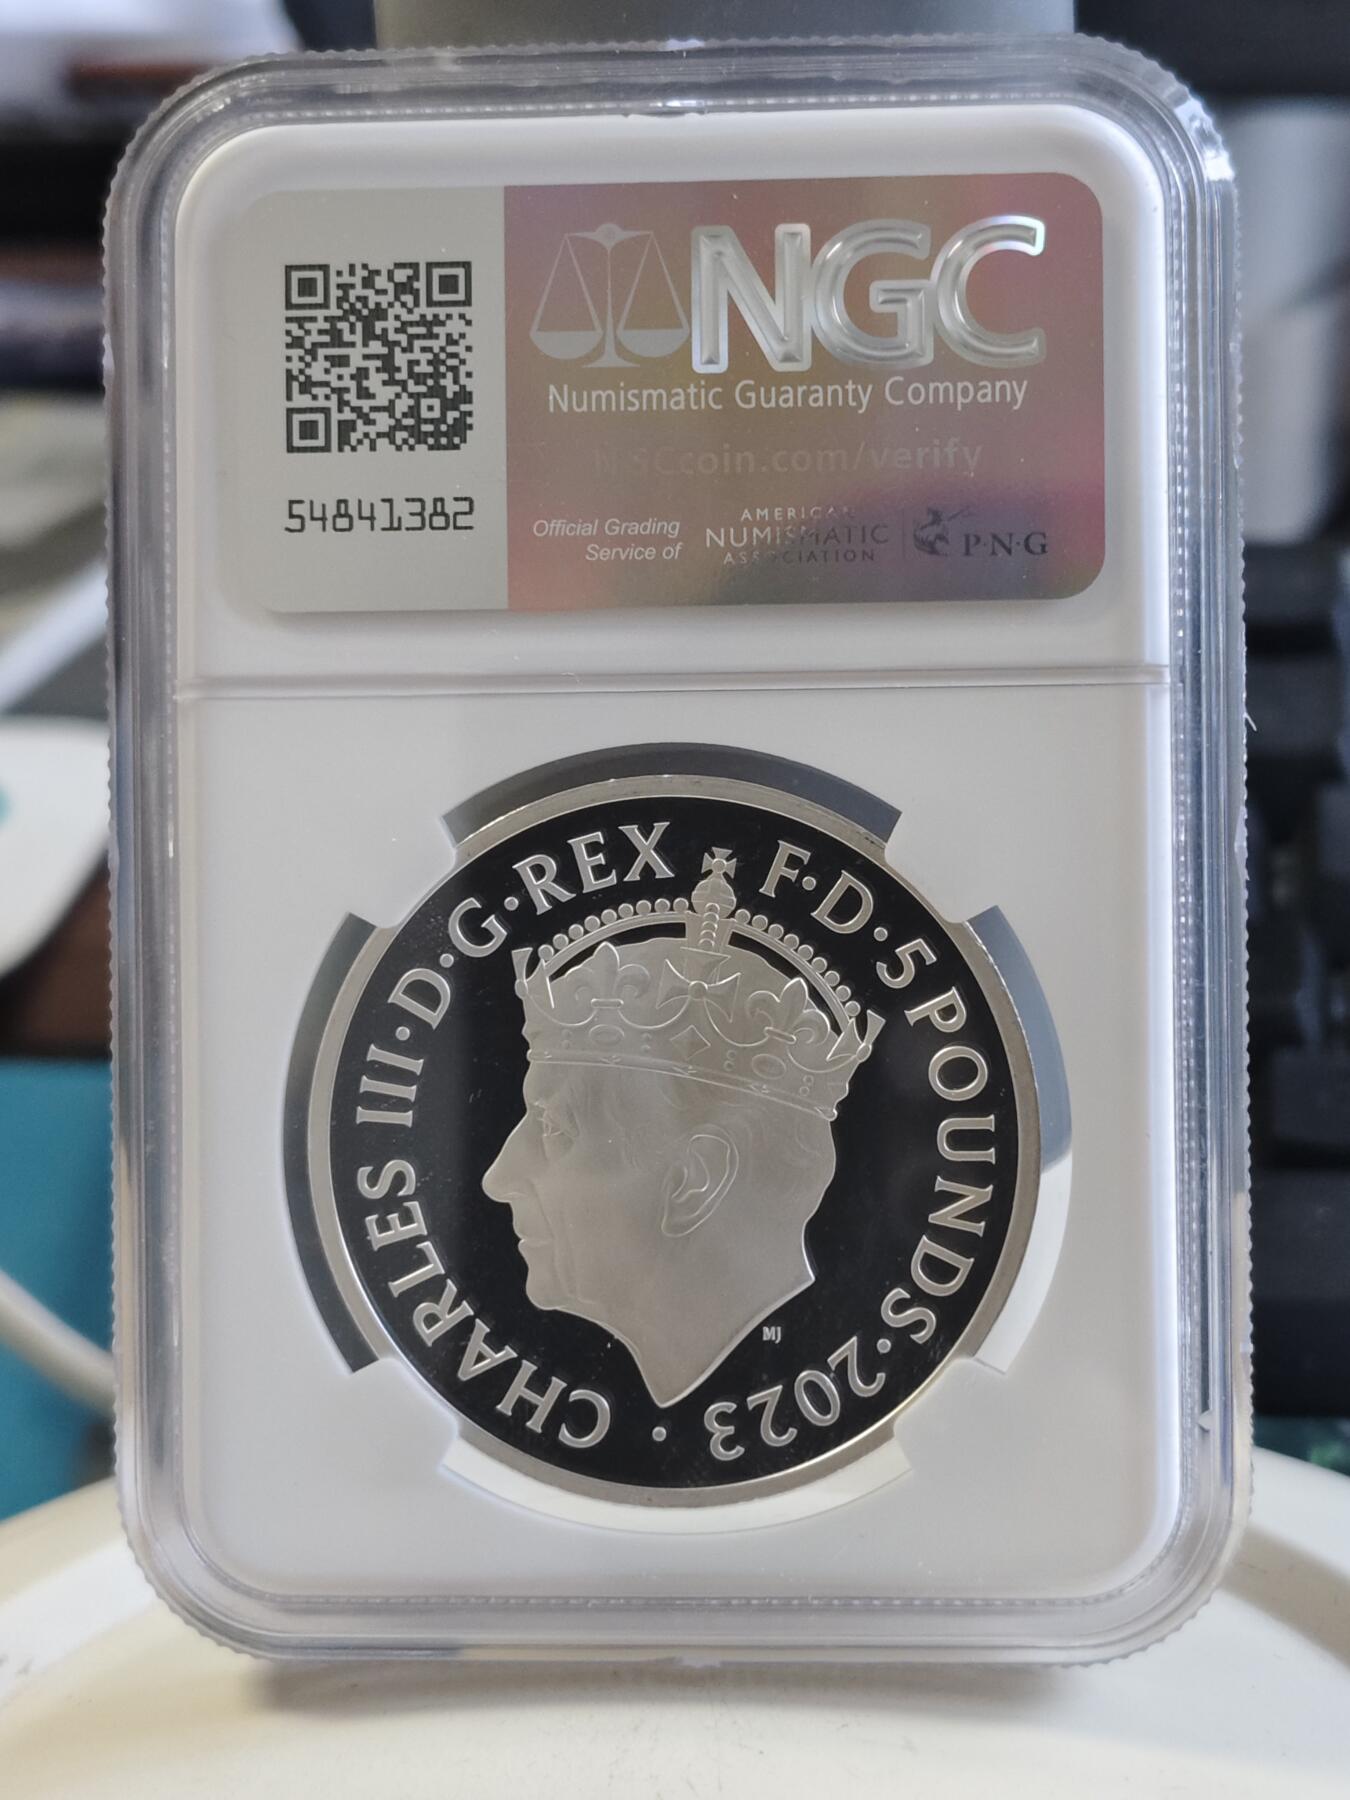 NGC
Numismatic Guaranty Company
NGCcoin.com/verify
54841382
Official Grading
Service of
AMERICAN
NUMISMATIC
ASSOCIATION
P·N·G
CHARLES III·D·G·REX F·D·5 POUNDS·2023·
MJ